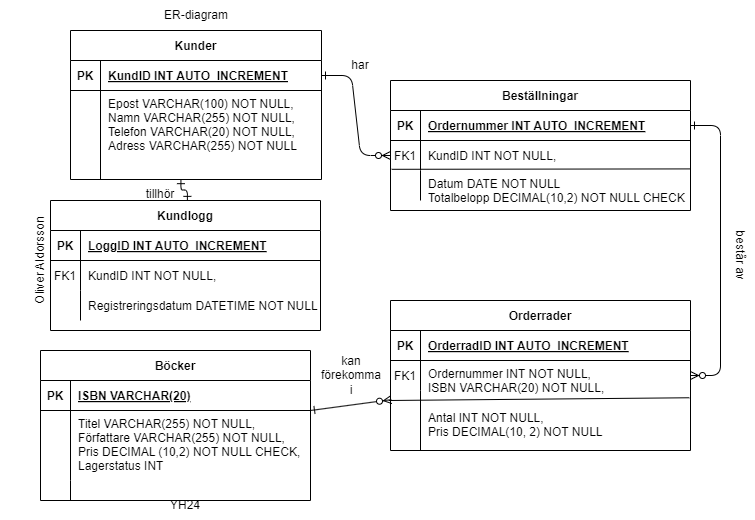 ER-diagram
Kunder
PK
KundID INT AUTO_INCREMENT
Epost VARCHAR(100) NOT NULL,
Namn VARCHAR(255) NOT NULL,
Telefon VARCHAR(20) NOT NULL,
Adress VARCHAR(255) NOT NULL
har
Beställningar
PK
Ordernummer INT AUTO_INCREMENT
FK1
KundID INT NOT NULL,
Datum DATE NOT NULL
Totalbelopp DECIMAL(10,2) NOT NULL CHECK
tillhör
Kundlogg
PK
LoggID INT AUTO_INCREMENT
FK1
KundID INT NOT NULL,
Registreringsdatum DATETIME NOT NULL
Oliver Aldorsson
består av
Orderrader
PK
OrderradID INT AUTO_INCREMENT
FK1
Ordernummer INT NOT NULL,
ISBN VARCHAR(20) NOT NULL,
Antal INT NOT NULL,
Pris DECIMAL(10, 2) NOT NULL
kan
förekomma
i
Böcker
PK
ISBN VARCHAR(20)
Titel VARCHAR(255) NOT NULL,
Författare VARCHAR(255) NOT NULL,
Pris DECIMAL (10,2) NOT NULL CHECK,
Lagerstatus INT
YH24